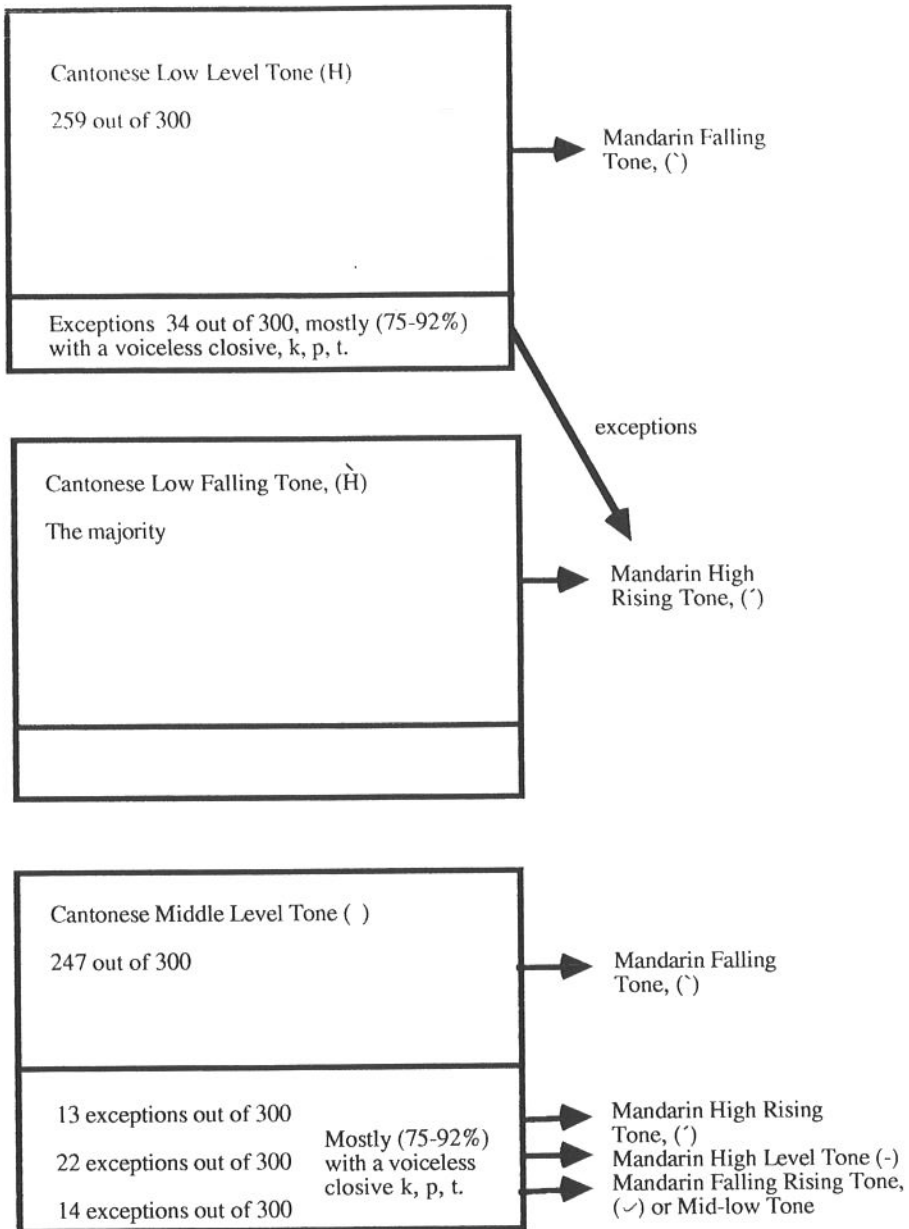 Cantonese Low Level Tone (H)
259 out of 300
Mandarin Falling
Tone, (`)
Exceptions 34 out of 300, mostly (75-92%)
with a voiceless closive, k, p, t.
exceptions
Cantonese Low Falling Tone, (H̀)
The majority
Mandarin High
Rising Tone, (´)
Cantonese Middle Level Tone ( )
247 out of 300
Mandarin Falling
Tone, (`)
13 exceptions out of 300
22 exceptions out of 300
14 exceptions out of 300
Mostly (75-92%)
with a voiceless
closive k, p, t.
Mandarin High Rising
Tone, (´)
Mandarin High Level Tone (-)
Mandarin Falling Rising Tone,
(✓) or Mid-low Tone